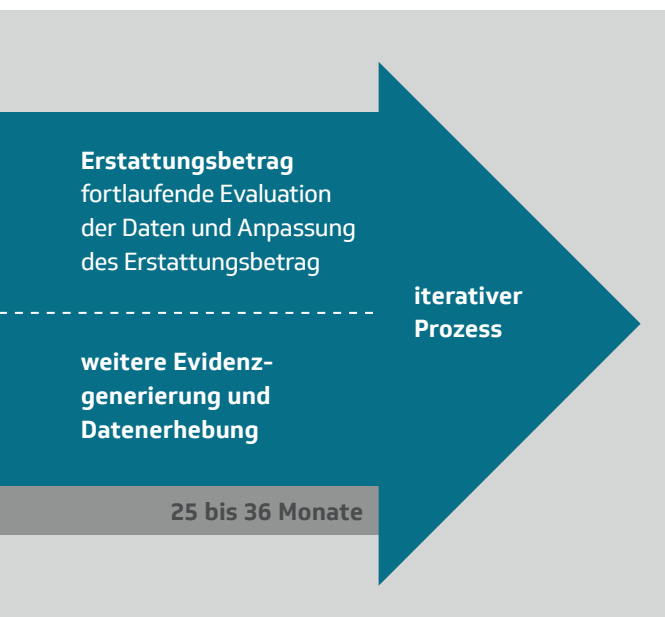 Erstattungsbetrag
fortlaufende Evaluation
der Daten und Anpassung
des Erstattungsbetrag
iterativer
Prozess
weitere Evidenz-
generierung und
Datenerhebung
25 bis 36 Monate